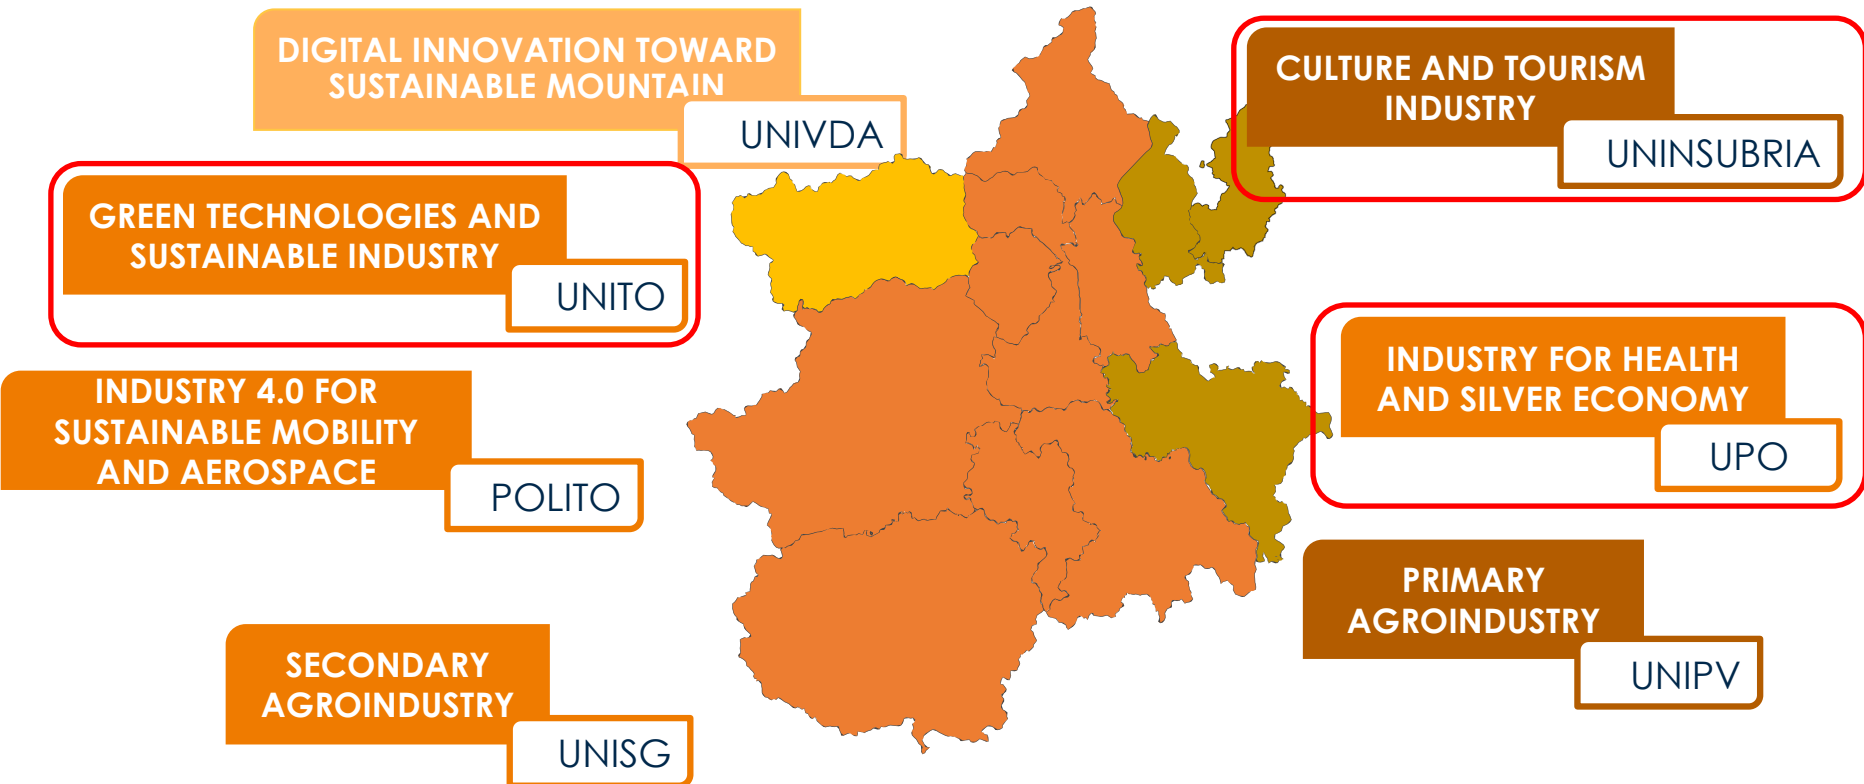 DIGITAL INNOVATION TOWARD
SUSTAINABLE MOUNTAIN
UNIVDA
CULTURE AND TOURISM
INDUSTRY
UNINSUBRIA
GREEN TECHNOLOGIES AND
SUSTAINABLE INDUSTRY
UNITO
INDUSTRY FOR HEALTH
AND SILVER ECONOMY
UPO
INDUSTRY 4.0 FOR
SUSTAINABLE MOBILITY
AND AEROSPACE
POLITO
PRIMARY
AGROINDUSTRY
UNIPV
SECONDARY
AGROINDUSTRY
UNISG